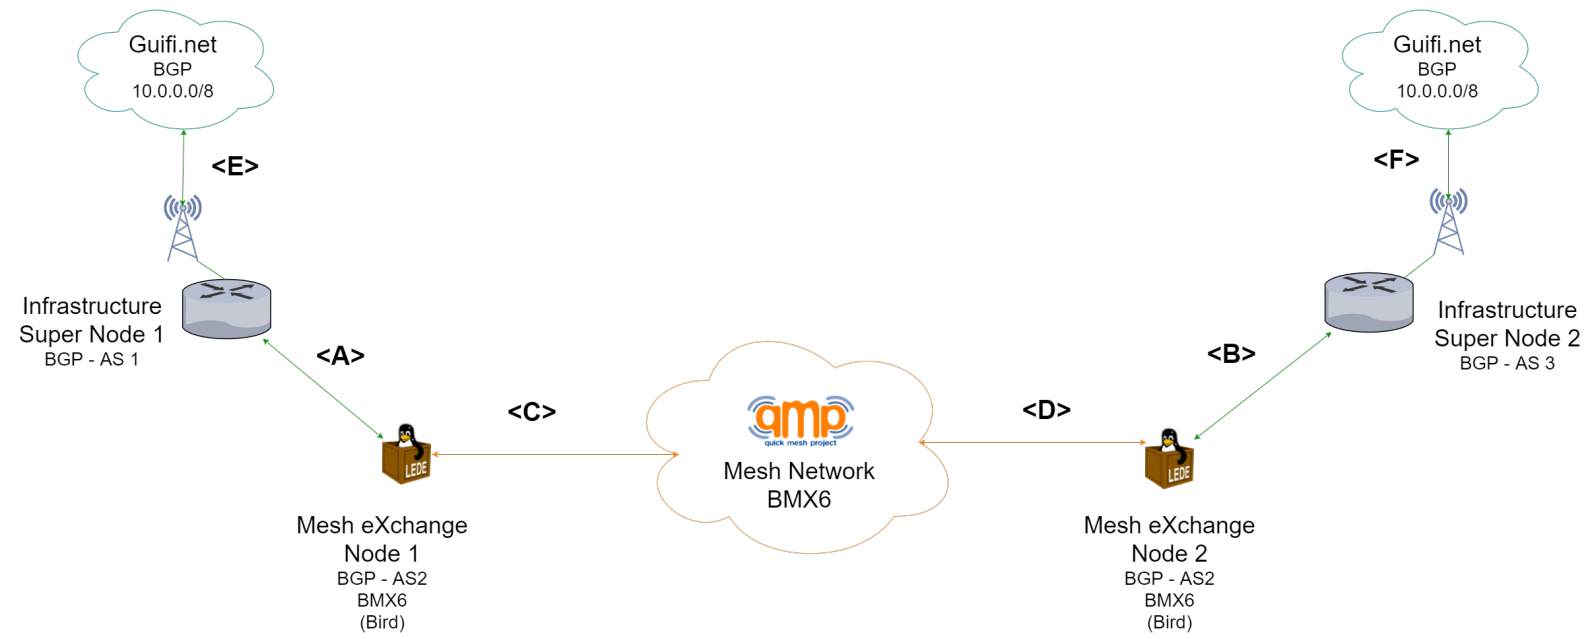 Guifi.net
BGP
10.0.0.0/8
<E>
Infrastructure
Super Node 1
BGP - AS 1
<A>
LEDE
Mesh eXchange
Node 1
BGP - AS2
BMX6
(Bird)
<C>
qmp
quick mesh project
Mesh Network
BMX6
<D>
Guifi.net
BGP
10.0.0.0/8
<F>
Infrastructure
Super Node 2
BGP - AS 3
<B>
LEDE
Mesh eXchange
Node 2
BGP - AS2
BMX6
(Bird)